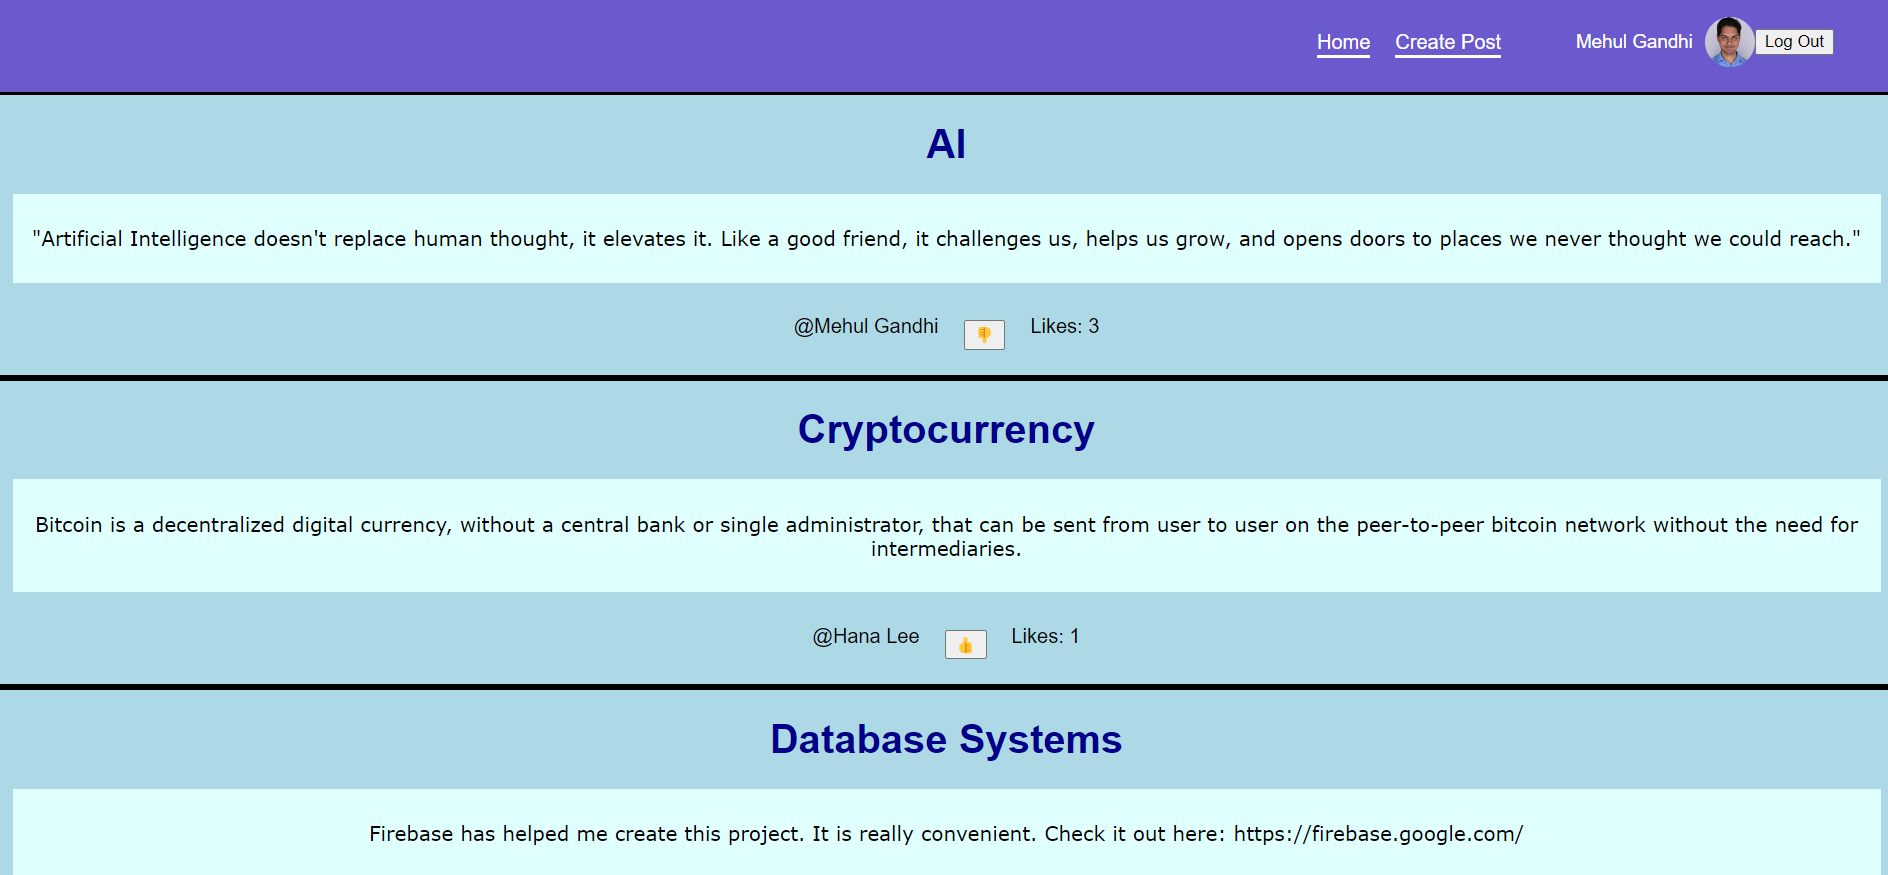 Home Create Post Mehul Gandhi Log Out
AI
"Artificial Intelligence doesn't replace human thought, it elevates it. Like a good friend, it challenges us, helps us grow, and opens doors to places we never thought we could reach."
@Mehul Gandhi 👎 Likes: 3
Cryptocurrency
Bitcoin is a decentralized digital currency, without a central bank or single administrator, that can be sent from user to user on the peer-to-peer bitcoin network without the need for
intermediaries.
@Hana Lee 👍 Likes: 1
Database Systems
Firebase has helped me create this project. It is really convenient. Check it out here: https://firebase.google.com/